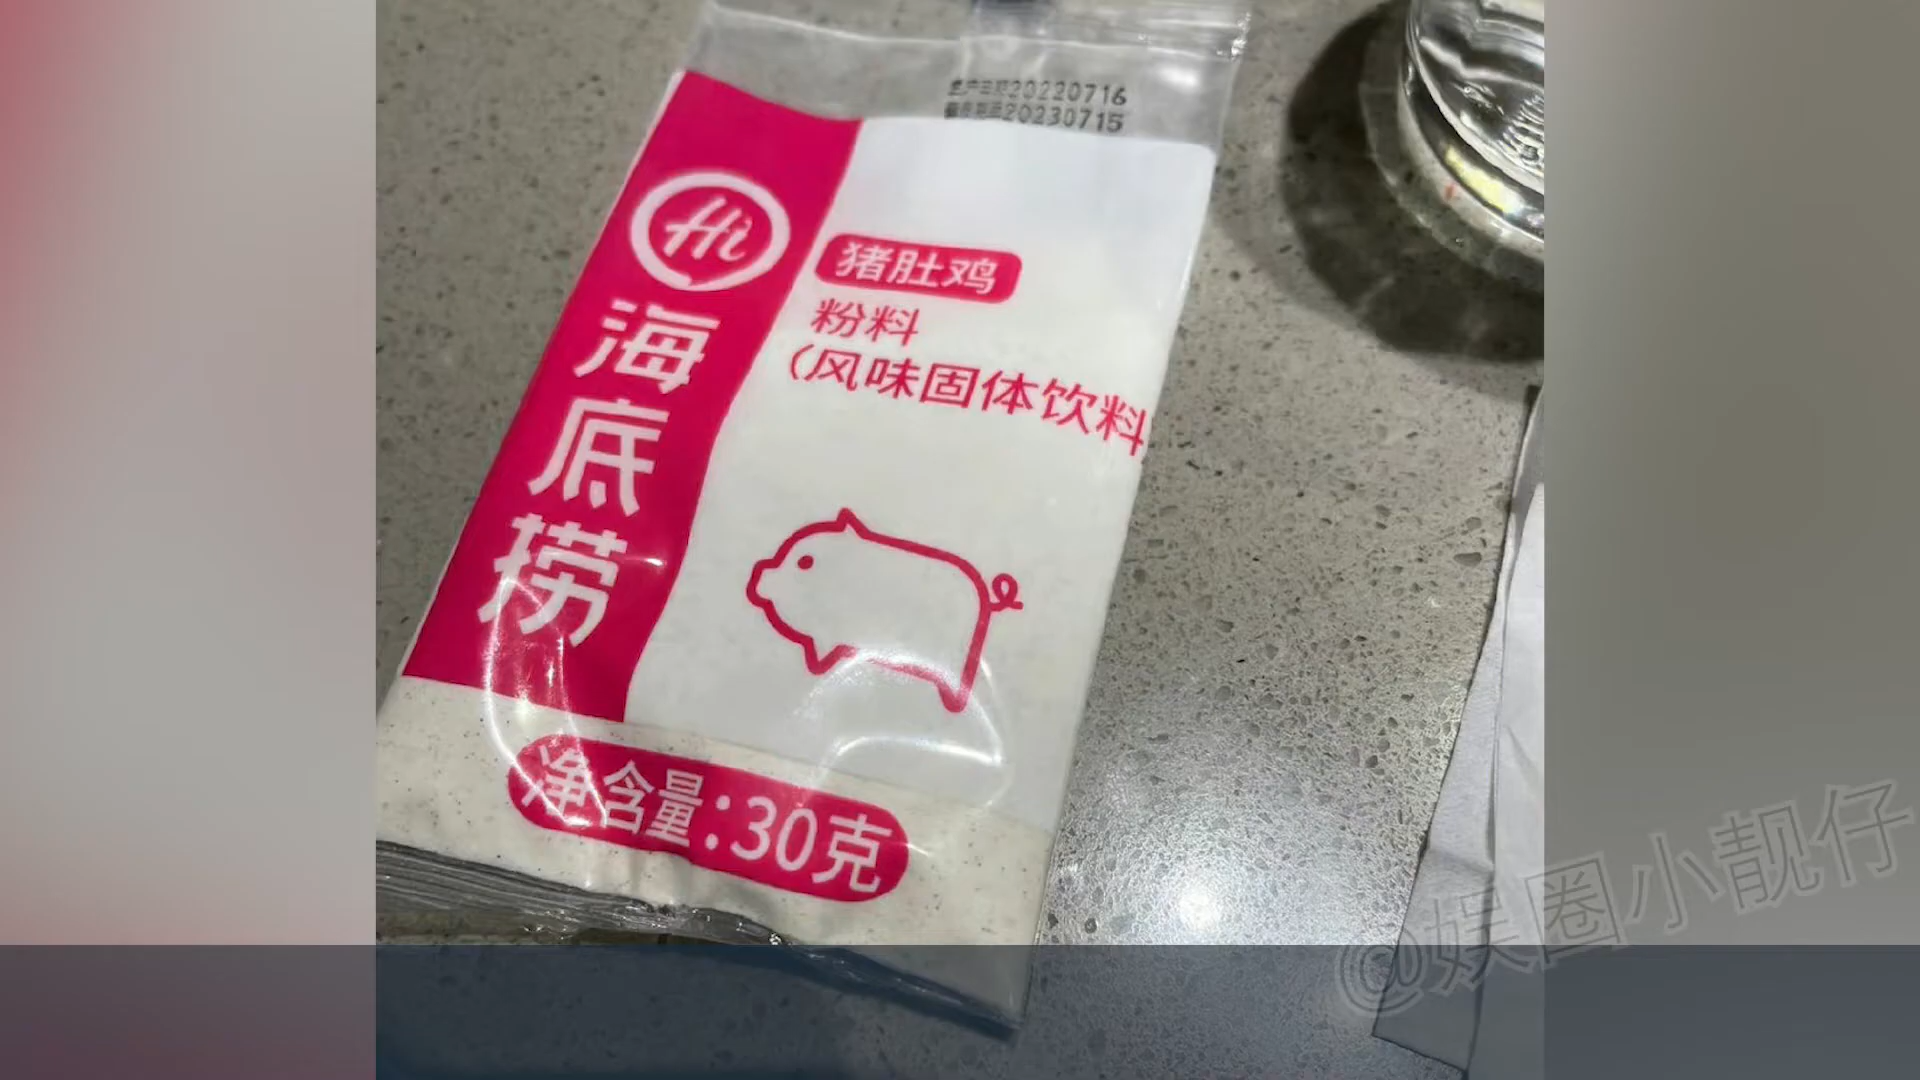 生产日期20220716
20230715
Hi
海底捞
猪肚鸡
粉料
(风味固体饮料
净含量:30克
@娱圈小靓仔